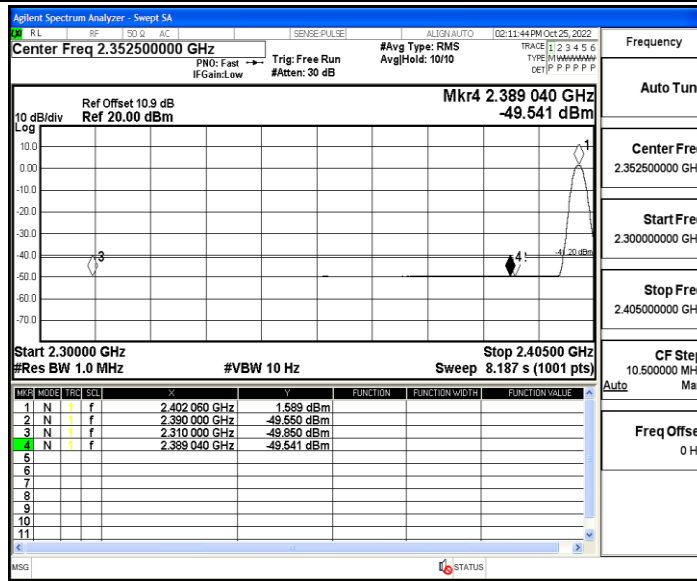 Agilent Spectrum Analyzer - Swept SA
RL RF 50 Ω AC SENSE:PULSE ALIGN AUTO 02:11:44 PM Oct 25, 2022
Center Freq 2.352500000 GHz
PNO: Fast
IFGain:Low
Trig: Free Run
#Atten: 30 dB
#Avg Type: RMS
Avg|Hold: 10/10
TRACE 1 2 3 4 5 6
TYPE M WWWWW
DET P P P P P P
Frequency
Auto Tun
Center Fre
2.352500000 GH
Start Fre
2.300000000 GH
Stop Fre
2.405000000 GH
CF Step
10.500000 MH
Auto Ma
Freq Offse
0 H
Ref Offset 10.9 dB
10 dB/div Ref 20.00 dBm
Log
Mkr4 2.389 040 GHz
-49.541 dBm
10.0
0.00
-10.0
-20.0
-30.0
-40.0
-50.0
-60.0
-70.0
1
3
4
Start 2.30000 GHz Stop 2.40500 GHz
#Res BW 1.0 MHz #VBW 10 Hz Sweep 8.187 s (1001 pts)
MKR MODE TRC SCL X Y FUNCTION FUNCTION WIDTH FUNCTION VALUE
1 N 1 f 2.402 060 GHz 1.589 dBm
2 N 1 f 2.390 000 GHz -49.550 dBm
3 N 1 f 2.310 000 GHz -49.850 dBm
4 N 1 f 2.389 040 GHz -49.541 dBm
5
6
7
8
9
10
11
MSG STATUS